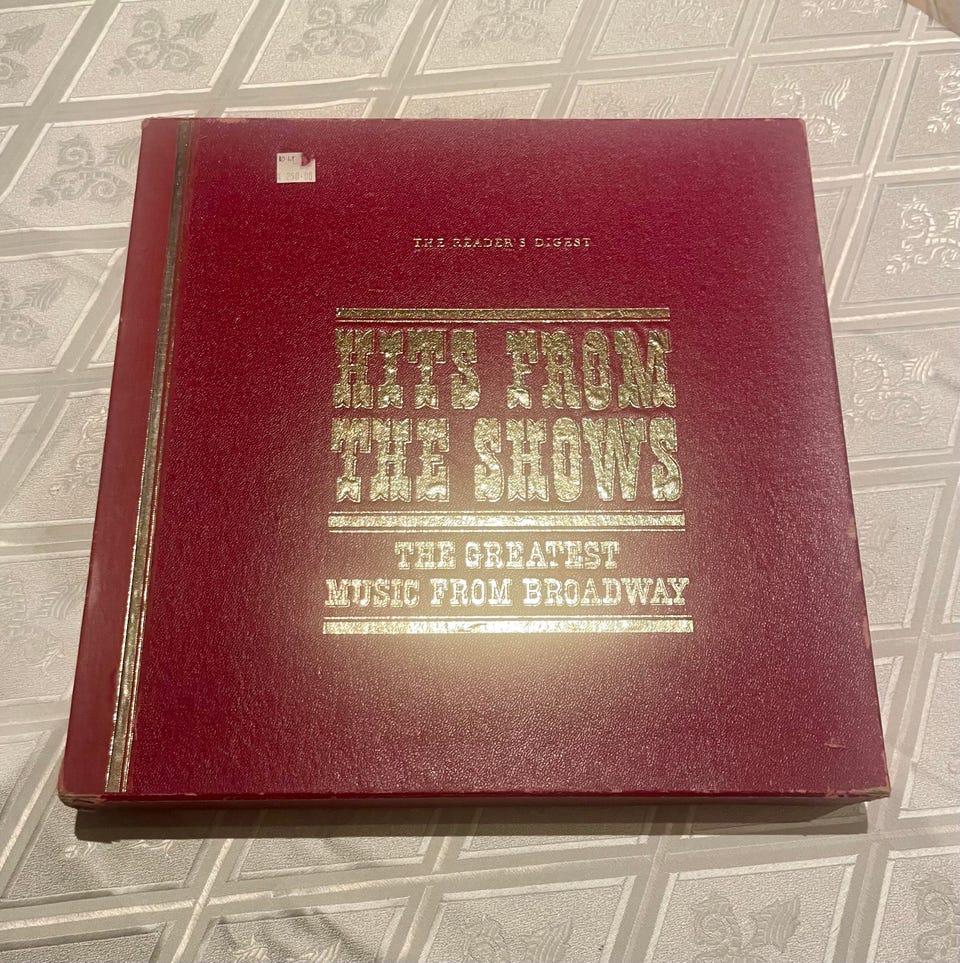 THE READER'S DIGEST
HITS FROM
THE SHOWS
THE GREATEST
MUSIC FROM BROADWAY